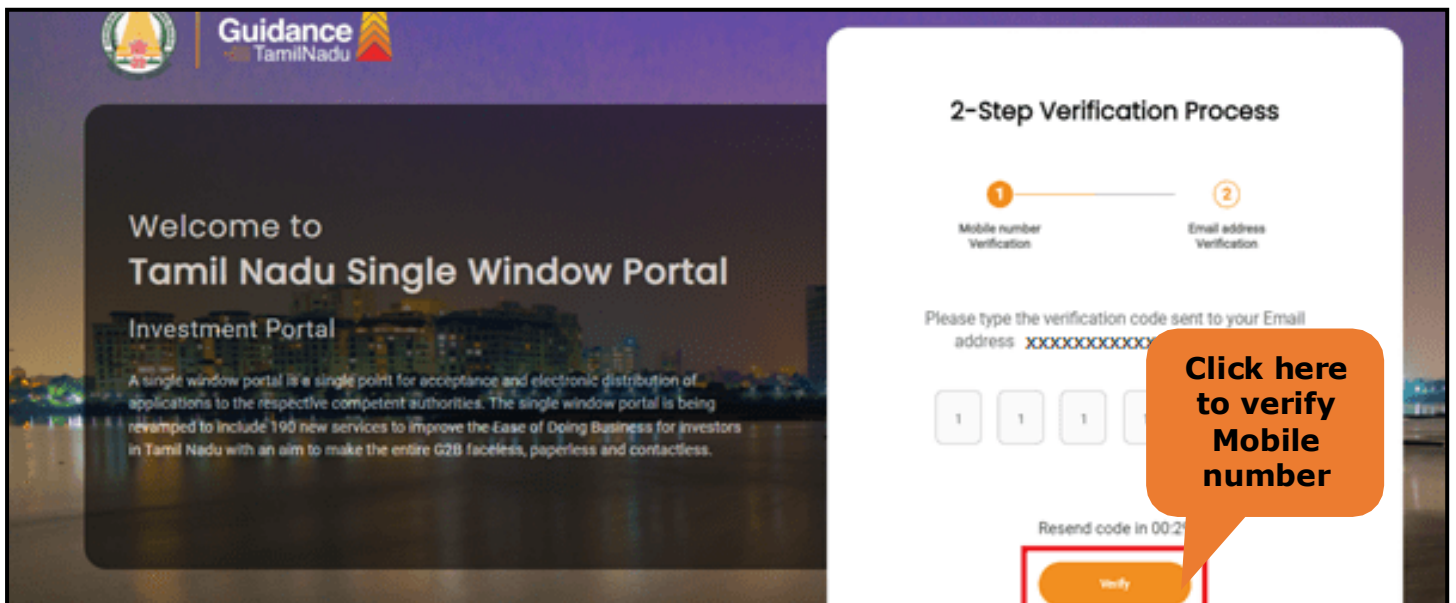 Guidance
TamilNadu
Welcome to
Tamil Nadu Single Window Portal
Investment Portal
A single window portal is a single point for acceptance and electronic distribution of
applications to the respective competent authorities. The single window portal is being
revamped to include 190 new services to improve the Ease of Doing Business for investors
in Tamil Nadu with an aim to make the entire G2B faceless, paperless and contactless.
2-Step Verification Process
1
2
Mobile number
Verification
Email address
Verification
Please type the verification code sent to your Email
address XXXXXXXXXXXX
1 1 1 1
Click here
to verify
Mobile
number
Resend code in 00:29
Verify